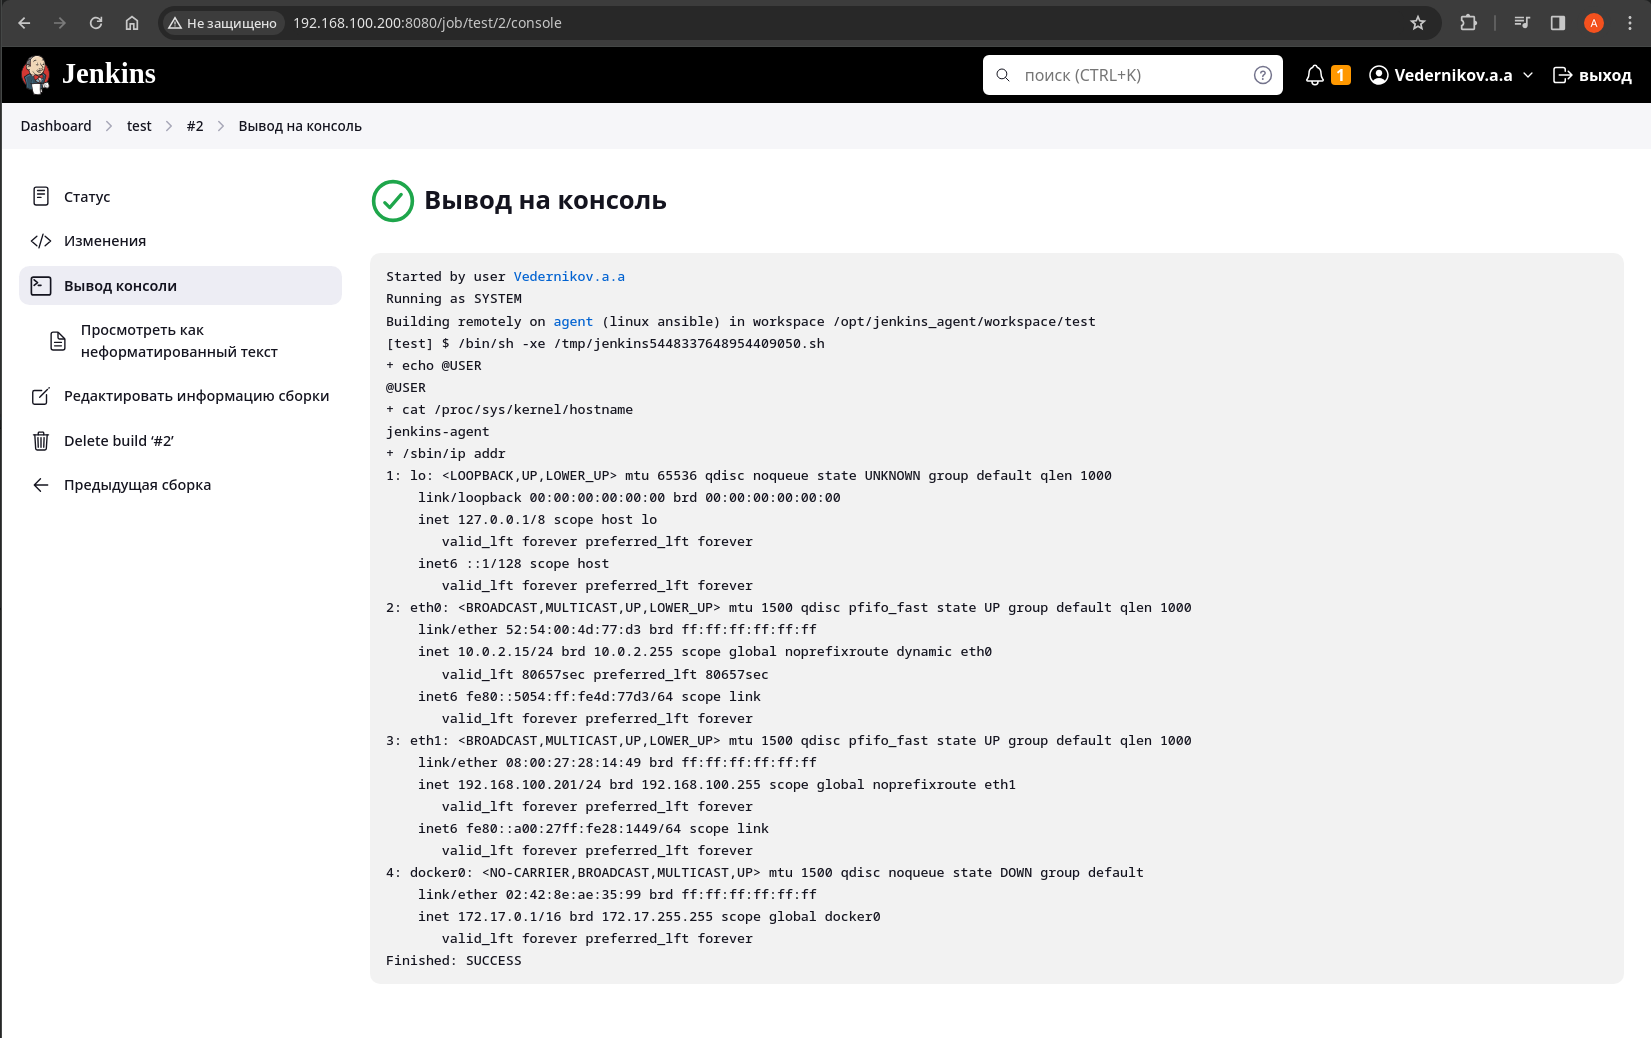 Не защищено 192.168.100.200:8080/job/test/2/console A
Jenkins поиск (CTRL+K) 1 Vedernikov.a.a выход
Dashboard test #2 Вывод на консоль
Статус
Изменения
Вывод консоли
Просмотреть как
неформатированный текст
Редактировать информацию сборки
Delete build ‘#2’
Предыдущая сборка
Вывод на консоль
Started by user Vedernikov.a.a
Running as SYSTEM
Building remotely on agent (linux ansible) in workspace /opt/jenkins_agent/workspace/test
[test] $ /bin/sh -xe /tmp/jenkins5448337648954409050.sh
+ echo @USER
@USER
+ cat /proc/sys/kernel/hostname
jenkins-agent
+ /sbin/ip addr
1: lo: <LOOPBACK,UP,LOWER_UP> mtu 65536 qdisc noqueue state UNKNOWN group default qlen 1000
link/loopback 00:00:00:00:00:00 brd 00:00:00:00:00:00
inet 127.0.0.1/8 scope host lo
valid_lft forever preferred_lft forever
inet6 ::1/128 scope host
valid_lft forever preferred_lft forever
2: eth0: <BROADCAST,MULTICAST,UP,LOWER_UP> mtu 1500 qdisc pfifo_fast state UP group default qlen 1000
link/ether 52:54:00:4d:77:d3 brd ff:ff:ff:ff:ff:ff
inet 10.0.2.15/24 brd 10.0.2.255 scope global noprefixroute dynamic eth0
valid_lft 80657sec preferred_lft 80657sec
inet6 fe80::5054:ff:fe4d:77d3/64 scope link
valid_lft forever preferred_lft forever
3: eth1: <BROADCAST,MULTICAST,UP,LOWER_UP> mtu 1500 qdisc pfifo_fast state UP group default qlen 1000
link/ether 08:00:27:28:14:49 brd ff:ff:ff:ff:ff:ff
inet 192.168.100.201/24 brd 192.168.100.255 scope global noprefixroute eth1
valid_lft forever preferred_lft forever
inet6 fe80::a00:27ff:fe28:1449/64 scope link
valid_lft forever preferred_lft forever
4: docker0: <NO-CARRIER,BROADCAST,MULTICAST,UP> mtu 1500 qdisc noqueue state DOWN group default
link/ether 02:42:8e:ae:35:99 brd ff:ff:ff:ff:ff:ff
inet 172.17.0.1/16 brd 172.17.255.255 scope global docker0
valid_lft forever preferred_lft forever
Finished: SUCCESS